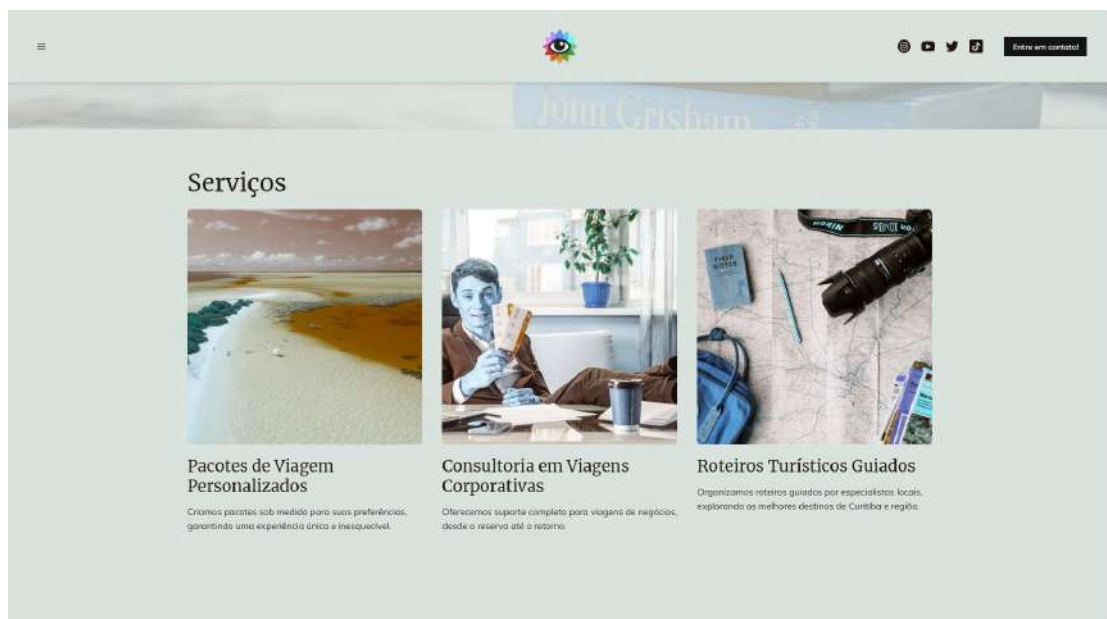 Entre em contato!
John Grisham
Serviços
Nikon
FIELD
NOTES
Pacotes de Viagem
Personalizados
Consultoria em Viagens
Corporativas
Roteiros Turísticos Guiados
Criamos pacotes sob medida para suas preferências,
garantindo uma experiência única e inesquecível.
Oferecemos suporte completo para viagens de negócios,
desde a reserva até o retorno.
Organizamos roteiros guiados por especialistas locais,
explorando os melhores destinos de Curitiba e região.